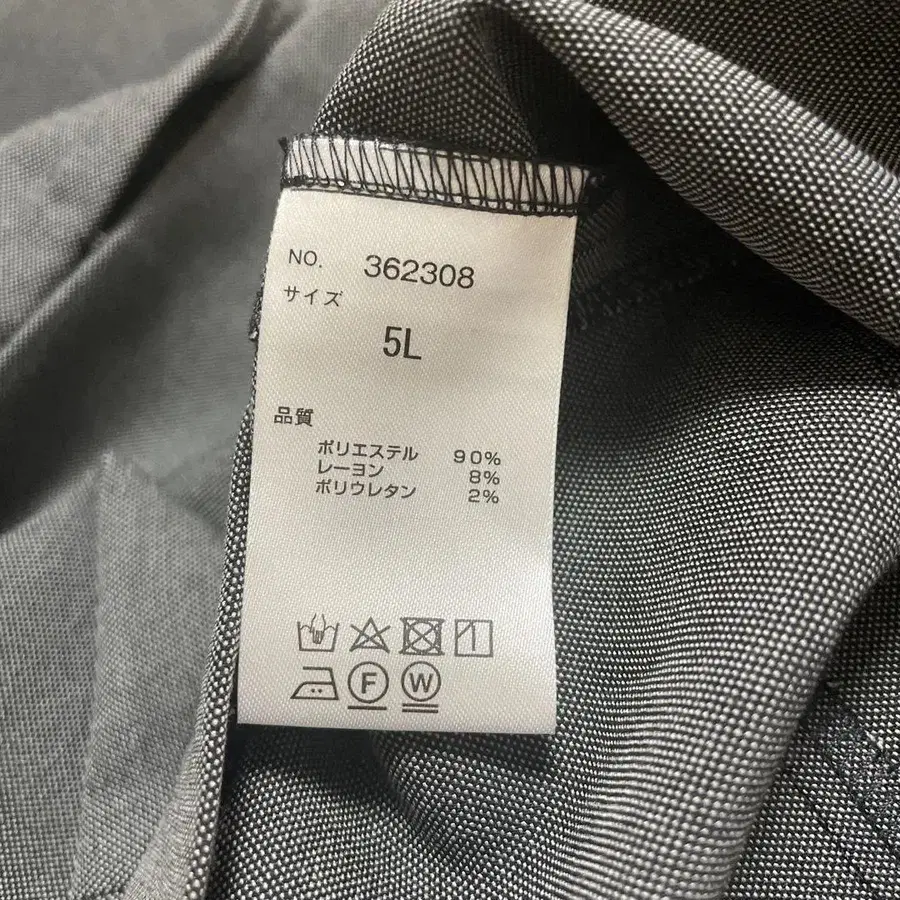 NO. 362308
サイズ
5L
品質
ポリエステル 90%
レーヨン 8%
ポリウレタン 2%
F W